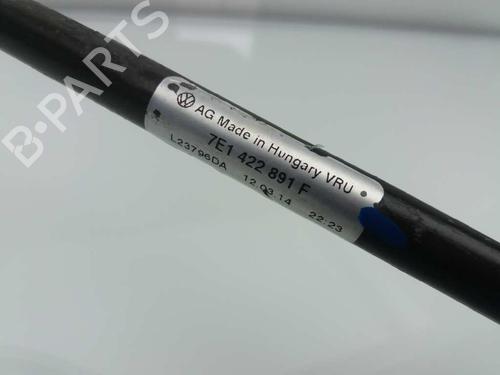 B-PARTS
AG Made in Hungary VRU
7E1 422 891 F
L23796DA 12.03.14 22:23